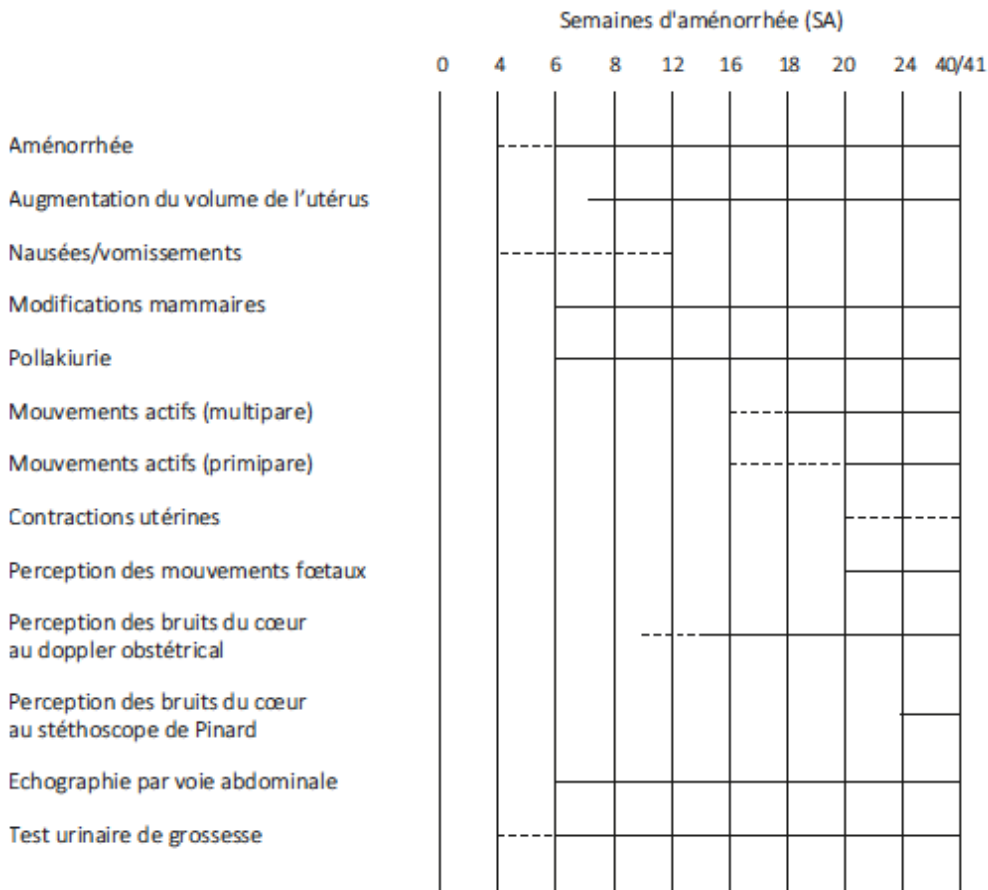 Semaines d'aménorrhée (SA)
0 4 6 8 12 16 18 20 24 40/41
Aménorrhée
Augmentation du volume de l'utérus
Nausées/vomissements
Modifications mammaires
Pollakiurie
Mouvements actifs (multipare)
Mouvements actifs (primipare)
Contractions utérines
Perception des mouvements fœtaux
Perception des bruits du cœur
au doppler obstétrical
Perception des bruits du cœur
au stéthoscope de Pinard
Echographie par voie abdominale
Test urinaire de grossesse